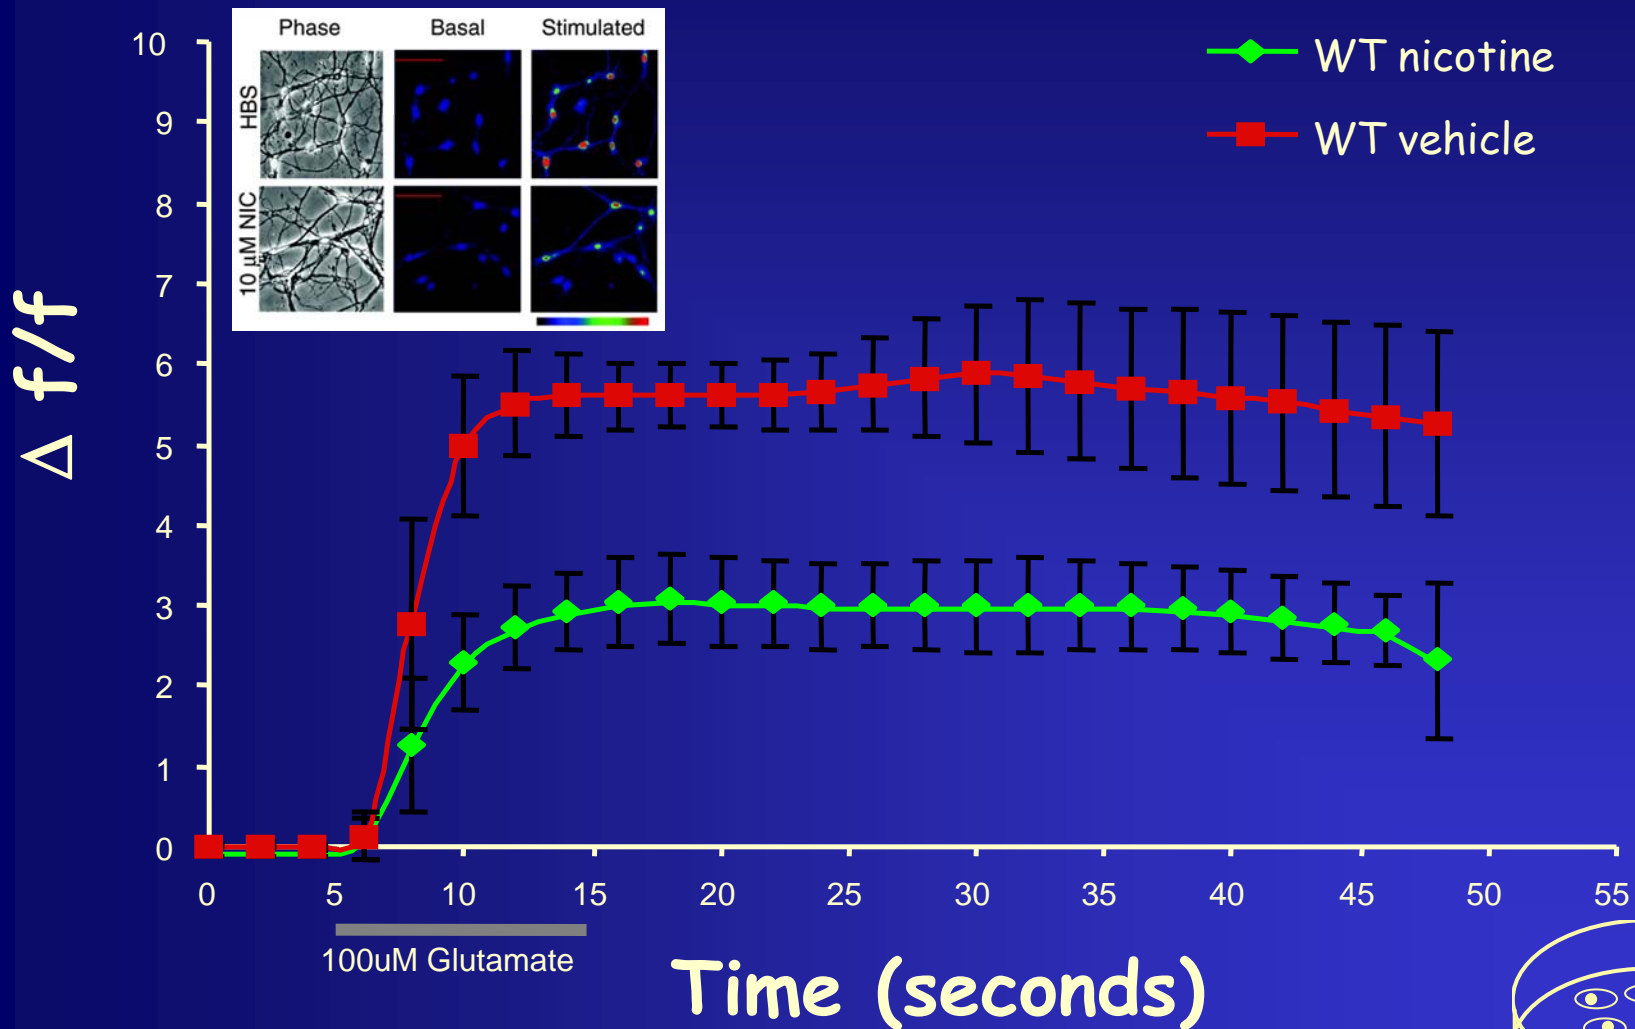 Phase Basal Stimulated
HBS
10 µM NIC
WT nicotine
WT vehicle
10
9
8
7
6
5
4
3
2
1
0
Δ f/f
0 5 10 15 20 25 30 35 40 45 50 55
100uM Glutamate
Time (seconds)